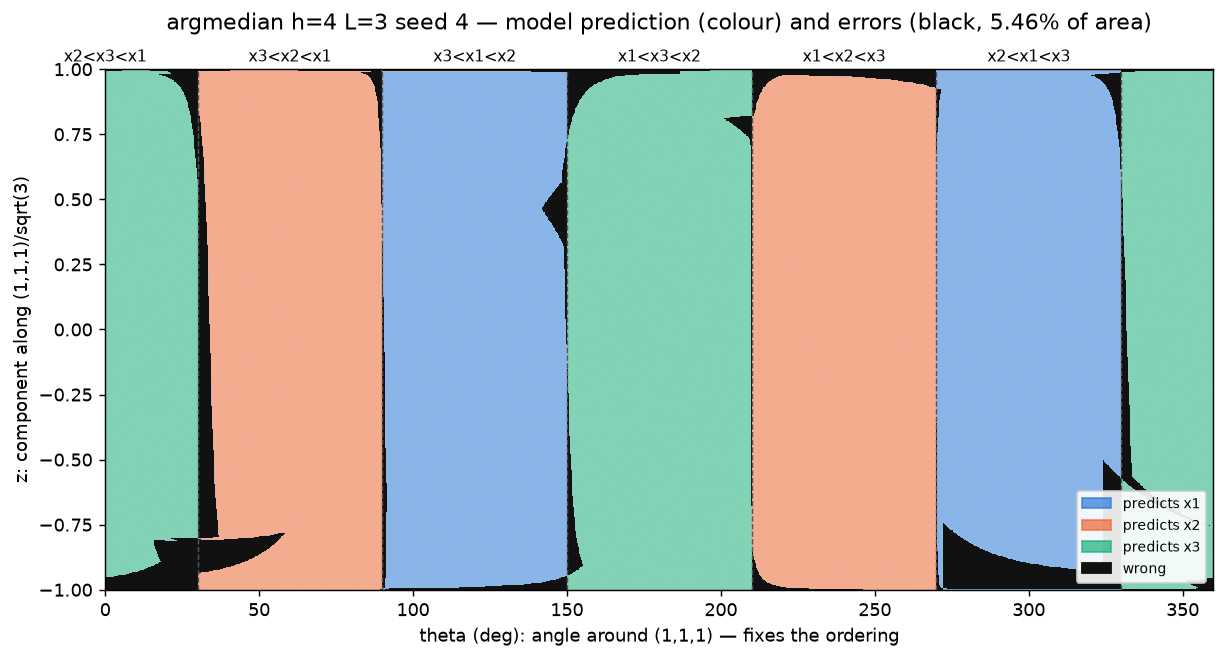 argmedian h=4 L=3 seed 4 — model prediction (colour) and errors (black, 5.46% of area)
x2<x3<x1 x3<x2<x1 x3<x1<x2 x1<x3<x2 x1<x2<x3 x2<x1<x3
1.00
0.75
0.50
0.25
0.00
−0.25
−0.50
−0.75
−1.00
z: component along (1,1,1)/sqrt(3)
predicts x1
predicts x2
predicts x3
wrong
0 50 100 150 200 250 300 350
theta (deg): angle around (1,1,1) — fixes the ordering